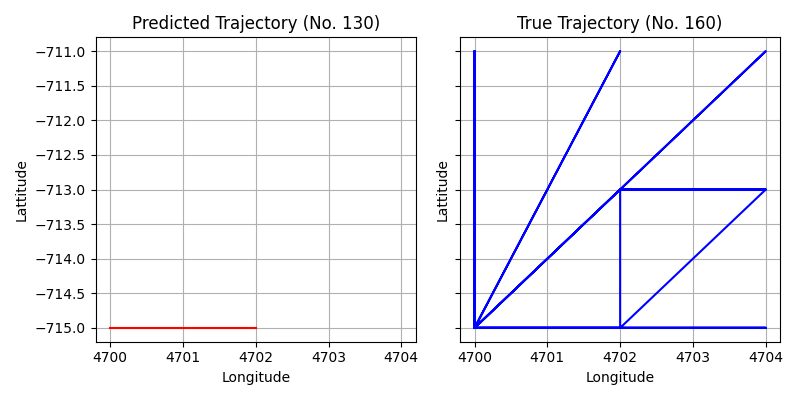 Predicted Trajectory (No. 130)
True Trajectory (No. 160)
−711.0
−711.5
−712.0
−712.5
−713.0
−713.5
−714.0
−714.5
−715.0
Lattitude
Lattitude
4700 4701 4702 4703 4704
4700 4701 4702 4703 4704
Longitude
Longitude